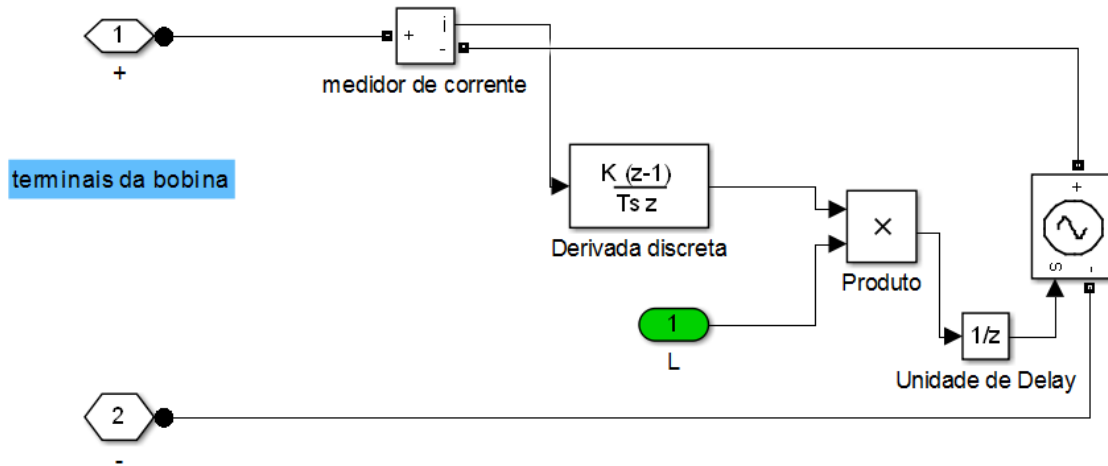 1
+
+
i
-
medidor de corrente
terminais da bobina
K (z-1)
Ts z
Derivada discreta
×
Produto
+
S
-
1
L
1/z
Unidade de Delay
2
-